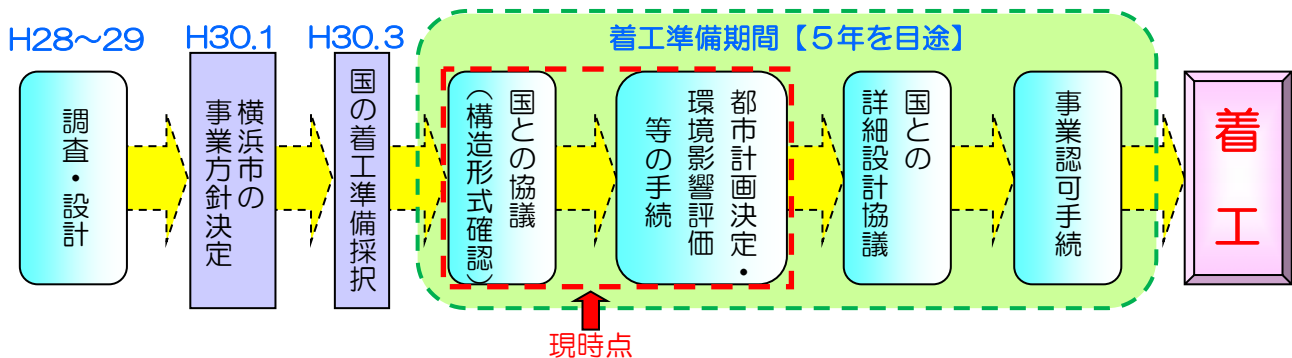 着工準備期間【５年を目途】
H28～29
H30.1
H30.3
調査・設計
横浜市の
事業方針決定
国の着工準備採択
国との協議
（構造形式確認）
都市計画決定・
環境影響評価
等の手続
国との
詳細設計協議
事業認可手続
着工
現時点